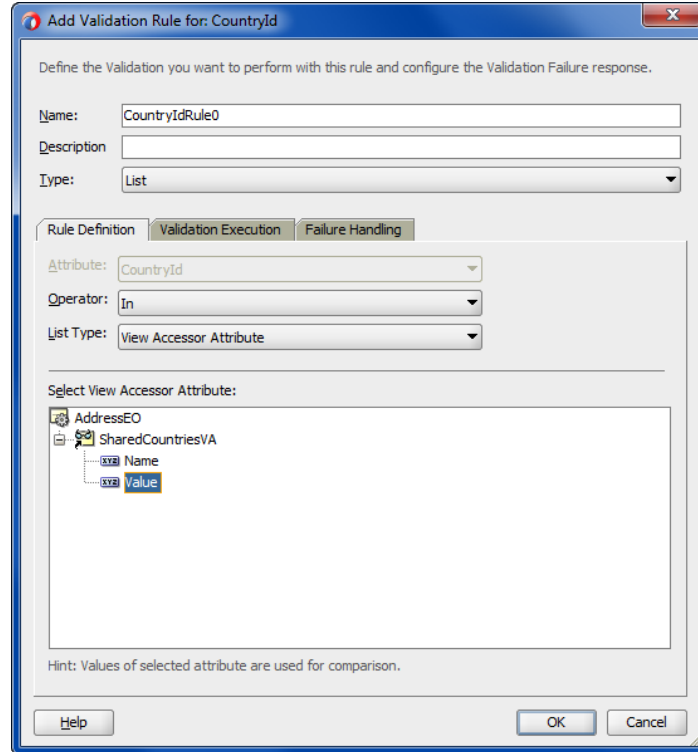 Add Validation Rule for: CountryId
Define the Validation you want to perform with this rule and configure the Validation Failure response.
Name: CountryIdRule0
Description
Type: List
Rule Definition Validation Execution Failure Handling
Attribute: CountryId
Operator: In
List Type: View Accessor Attribute
Select View Accessor Attribute:
AddressEO
SharedCountriesVA
XYZ Name
XYZ Value
Hint: Values of selected attribute are used for comparison.
Help OK Cancel